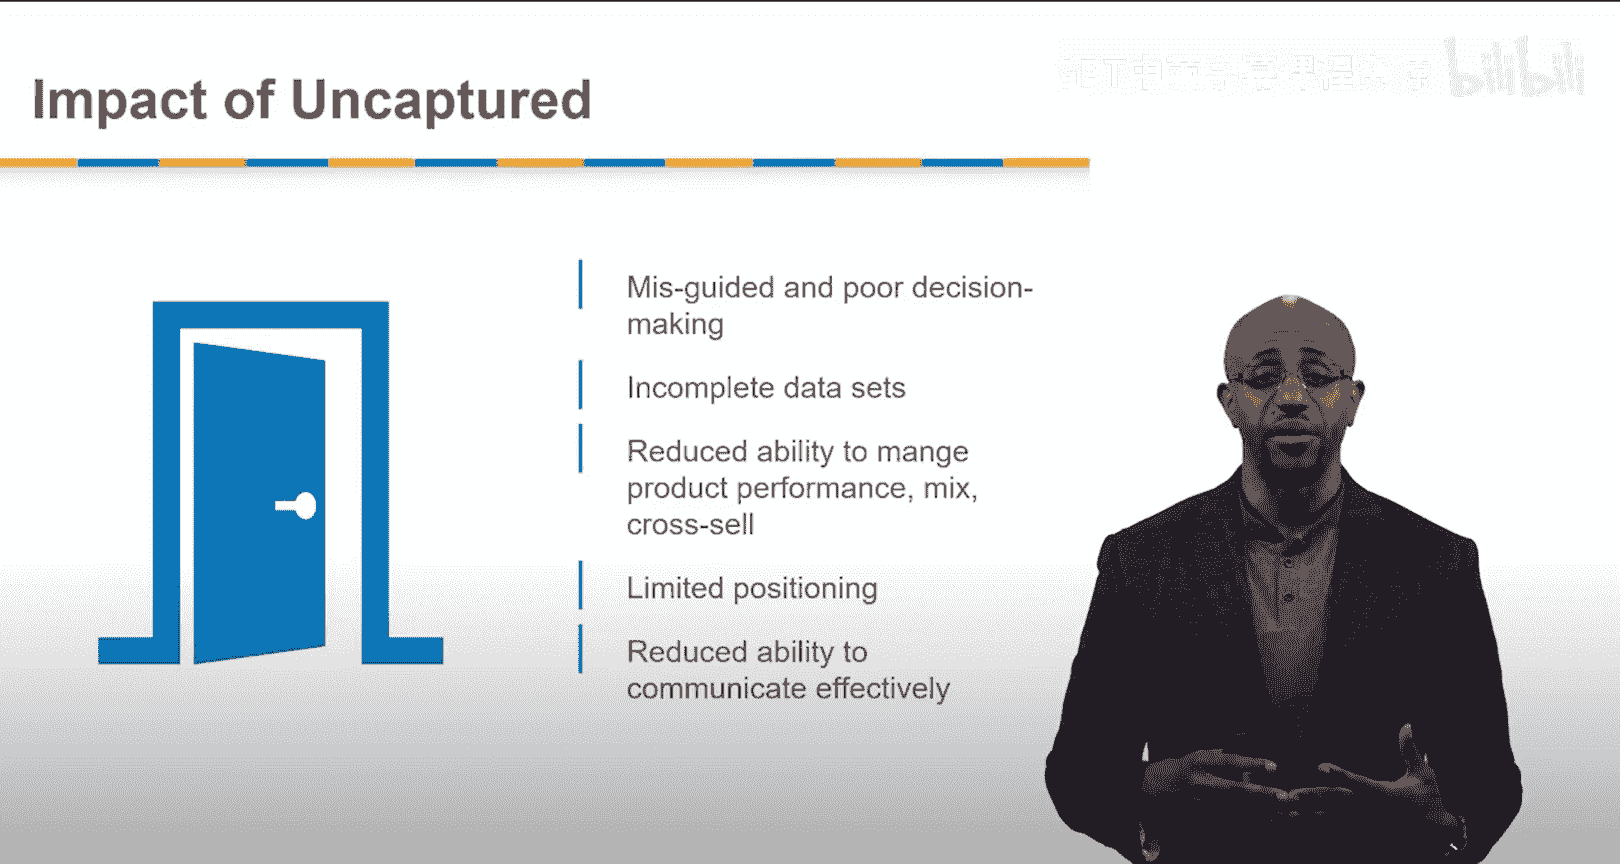 bilibili
Impact of Uncaptured
Mis-guided and poor decision-
making
Incomplete data sets
Reduced ability to mange
product performance, mix,
cross-sell
Limited positioning
Reduced ability to
communicate effectively